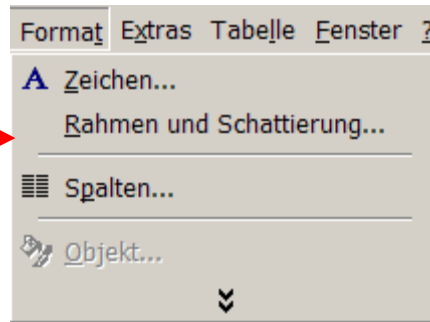 Format Extras Tabelle Fenster ?
Zeichen...
Rahmen und Schattierung...
Spalten...
Objekt...